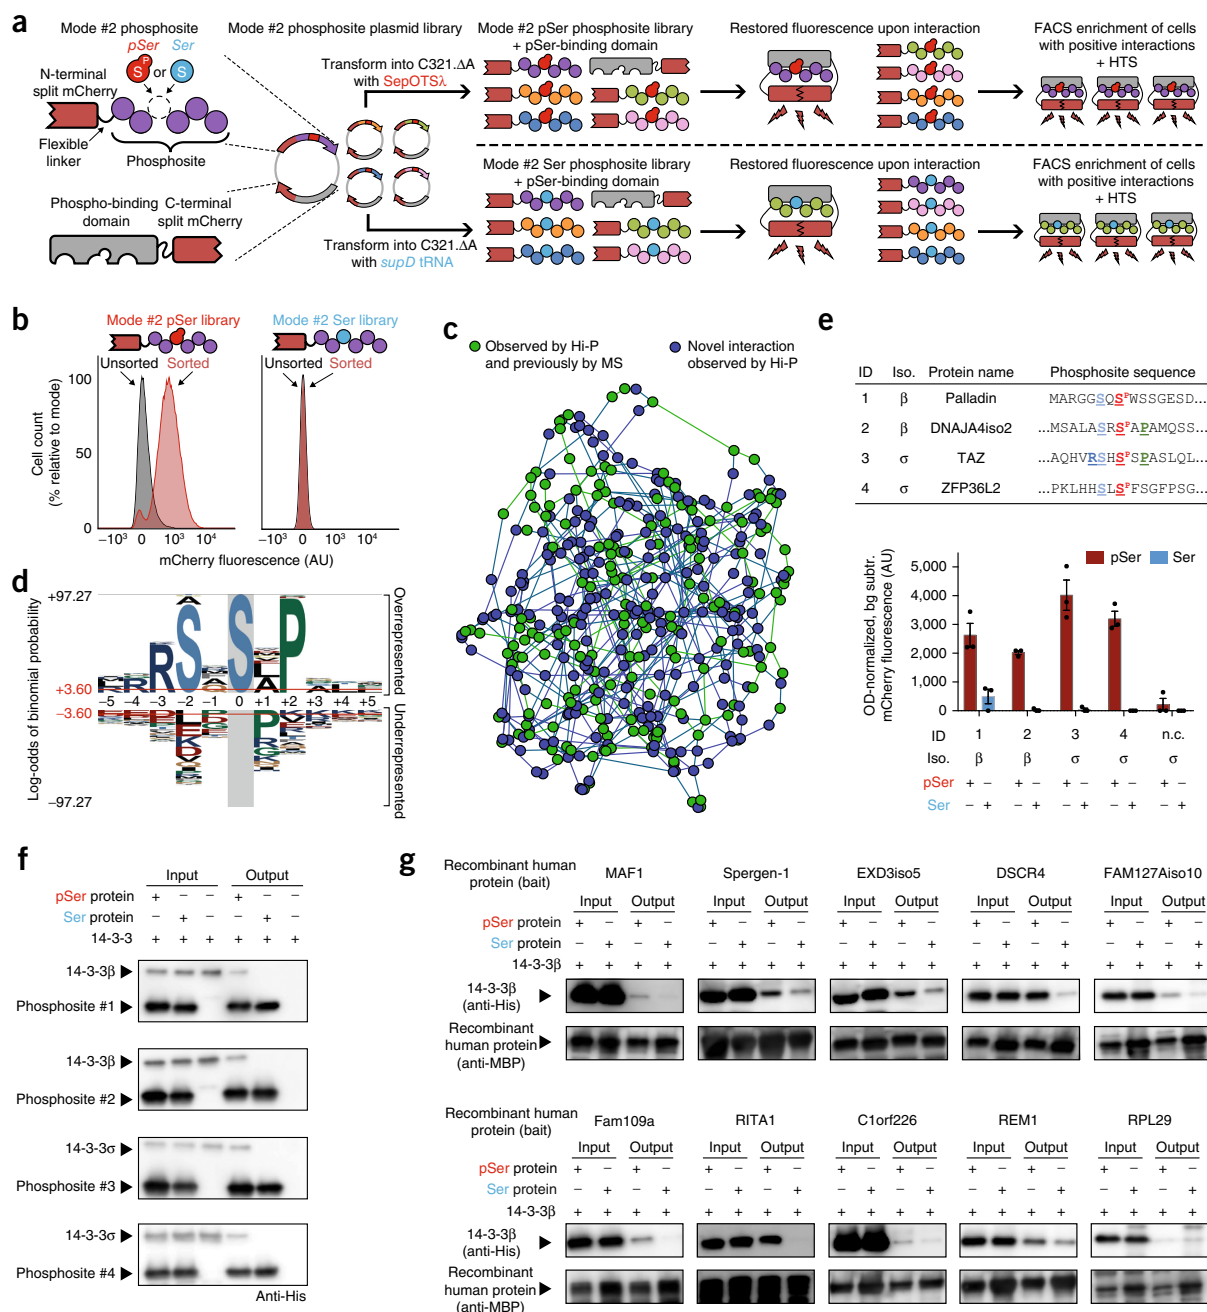 a
Mode #2 phosphosite
pSer
Ser
P
S
or
S
N-terminal
split mCherry
Flexible
linker
Phosphosite
Phospho-binding
domain
C-terminal
split mCherry
Mode #2 phosphosite plasmid library
Transform into C321.ΔA
with SepOTSλ
Transform into C321.ΔA
with supD tRNA
Mode #2 pSer phosphosite library
+ pSer-binding domain
Restored fluorescence upon interaction
FACS enrichment of cells
with positive interactions
+ HTS
Mode #2 Ser phosphosite library
+ pSer-binding domain
Restored fluorescence upon interaction
FACS enrichment of cells
with positive interactions
+ HTS
b
Mode #2 pSer library
Mode #2 Ser library
Unsorted Sorted
Unsorted Sorted
Cell count
(% relative to mode)
100
50
0
−10³ 0 10³ 10⁴
−10³ 0 10³ 10⁴
mCherry fluorescence (AU)
c
Observed by Hi-P
and previously by MS
Novel interaction
observed by Hi-P
d
Log-odds of binomial probability
+97.27
+3.60
−3.60
−97.27
−5 −4 −3 −2 −1 0 +1 +2 +3 +4 +5
R S S P
Overrepresented
Underrepresented
e
ID Iso. Protein name Phosphosite sequence
1 β Palladin MARGGSQSᴾWSSGESD...
2 β DNAJA4iso2 ...MSALASRSᴾAPAMQSS...
3 σ TAZ ...AQHVRSHSᴾSPASLQL...
4 σ ZFP36L2 ...PKLHHSLSᴾFSGFPSG...
OD-normalized, bg subtr.
mCherry fluorescence (AU)
pSer Ser
5,000
4,000
3,000
2,000
1,000
0
ID 1 2 3 4 n.c.
Iso. β β σ σ σ
pSer + − + − + − + − + −
Ser − + − + − + − + − +
f
Input Output
pSer protein + − − + − −
Ser protein − + − − + −
14-3-3 + + + + + +
14-3-3β
Phosphosite #1
14-3-3β
Phosphosite #2
14-3-3σ
Phosphosite #3
14-3-3σ
Phosphosite #4
Anti-His
g
Recombinant human
protein (bait)
MAF1 Spergen-1 EXD3iso5 DSCR4 FAM127Aiso10
Input Output Input Output Input Output Input Output Input Output
pSer protein + − + − + − + − + − + − + − + − + − + −
Ser protein − + − + − + − + − + − + − + − + − + − +
14-3-3β + + + + + + + + + + + + + + + + + + + +
14-3-3β
(anti-His)
Recombinant
human protein
(anti-MBP)
Recombinant human
protein (bait)
Fam109a RITA1 C1orf226 REM1 RPL29
Input Output Input Output Input Output Input Output Input Output
pSer protein + − + − + − + − + − + − + − + − + − + −
Ser protein − + − + − + − + − + − + − + − + − + − +
14-3-3β + + + + + + + + + + + + + + + + + + + +
14-3-3β
(anti-His)
Recombinant
human protein
(anti-MBP)